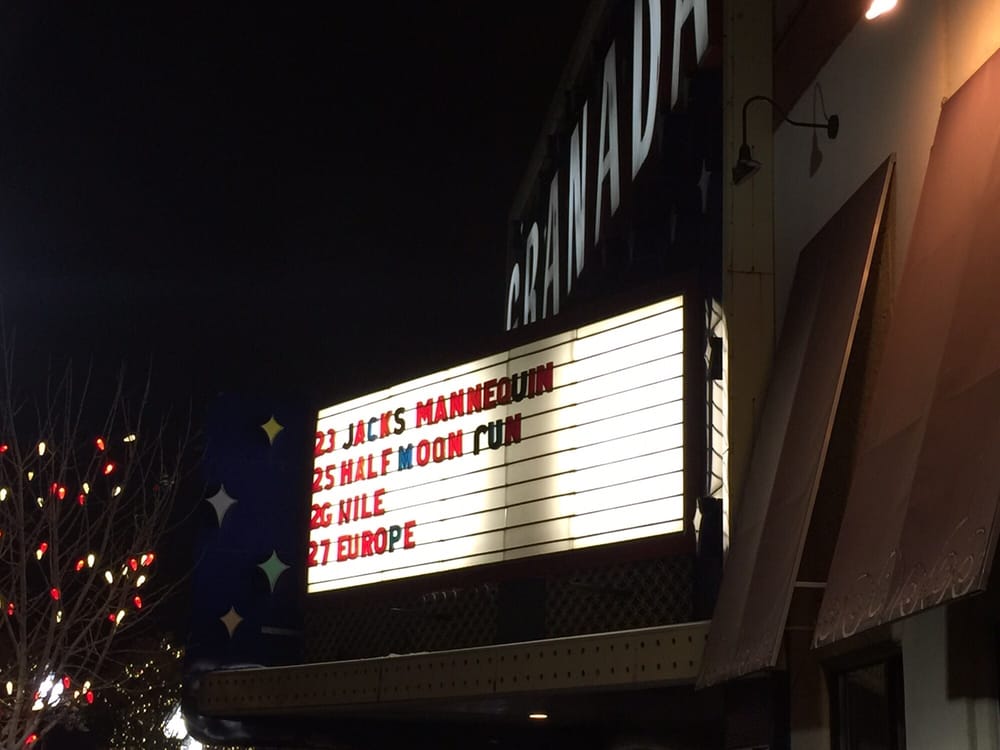 GRANADA
23 JACKS MANNEQUIN
25 HALF MOON RUN
26 NILE
27 EUROPE